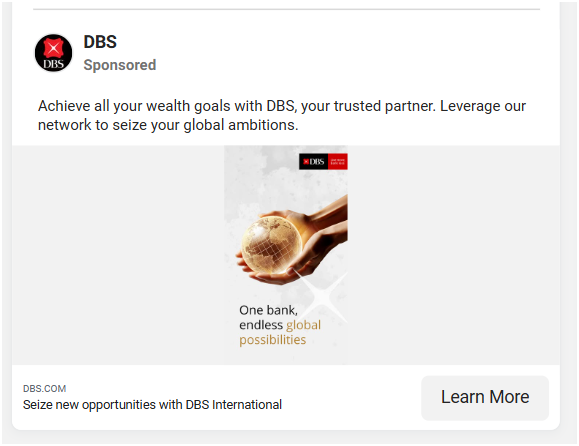 DBS
Sponsored
DBS
Achieve all your wealth goals with DBS, your trusted partner. Leverage our
network to seize your global ambitions.
DBS
One bank,
endless global
possibilities
DBS.COM
Seize new opportunities with DBS International
Learn More